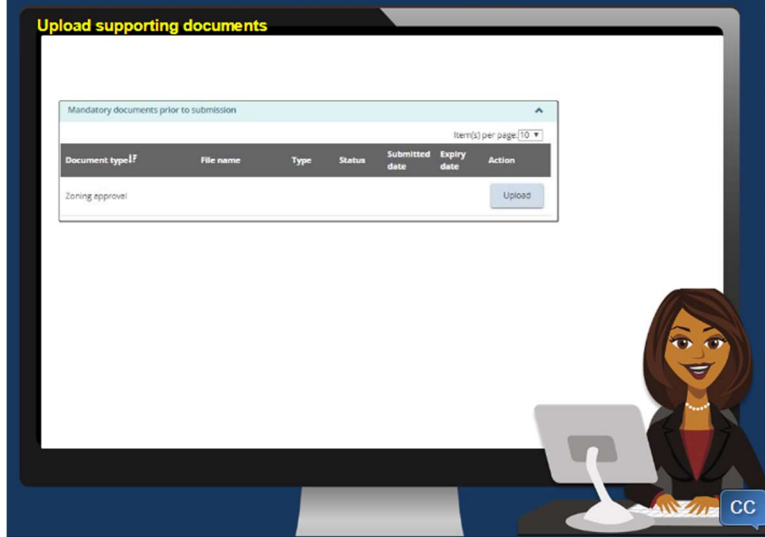 Upload supporting documents
Mandatory documents prior to submission
Item(s) per page: 10
Document type File name Type Status Submitted date Expiry date Action
Zoning approval Upload
CC